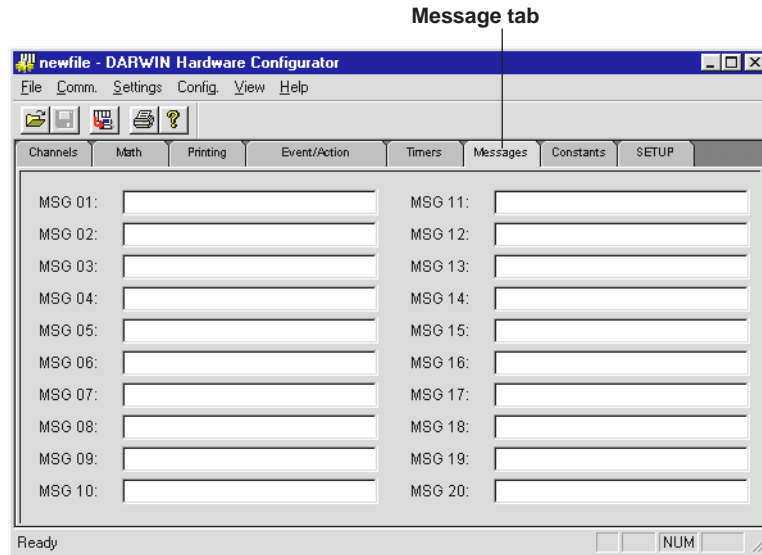 Message tab
newfile - DARWIN Hardware Configurator
File Comm. Settings Config. View Help
Channels Math Printing Event/Action Timers Messages Constants SETUP
MSG 01: MSG 11:
MSG 02: MSG 12:
MSG 03: MSG 13:
MSG 04: MSG 14:
MSG 05: MSG 15:
MSG 06: MSG 16:
MSG 07: MSG 17:
MSG 08: MSG 18:
MSG 09: MSG 19:
MSG 10: MSG 20:
Ready NUM